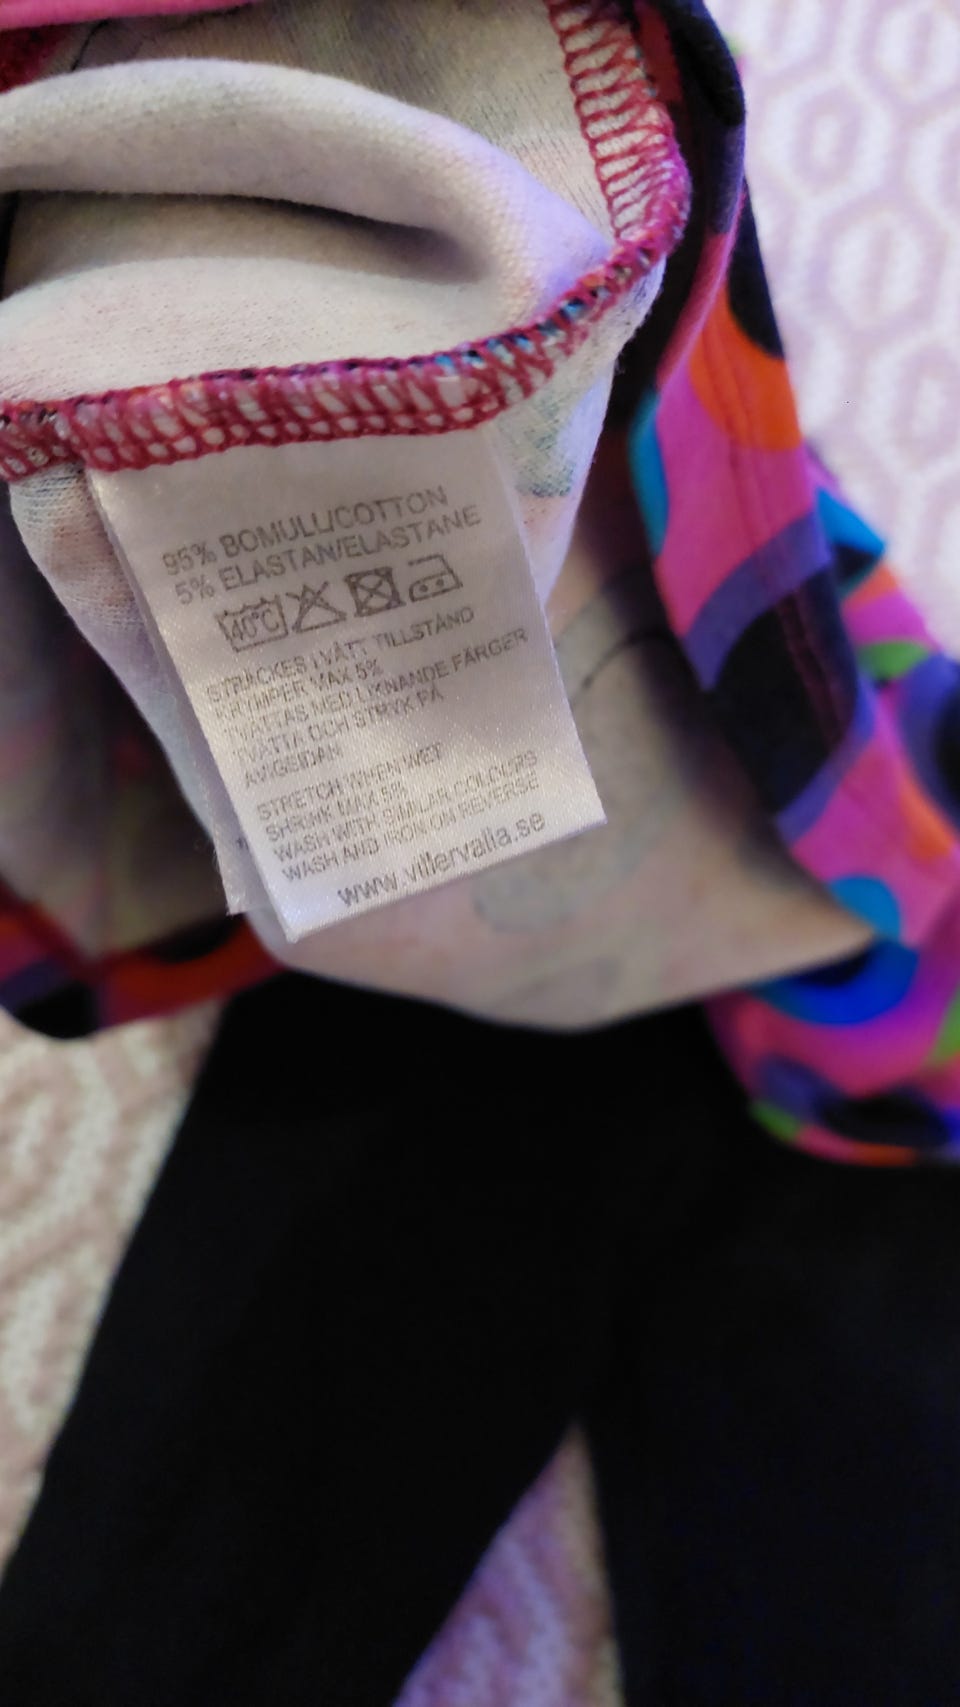 95% BOMULL/COTTON
5% ELASTAN/ELASTANE
40°C
STRÄCKES I VÅTT TILLSTÅND
KRYMPER MAX 5%
TVÄTTAS MED LIKNANDE FÄRGER
TVÄTTA OCH STRYK PÅ
AVIGSIDAN
STRETCH WHEN WET
SHRINK MAX 5%
WASH WITH SIMILAR COLOURS
WASH AND IRON ON REVERSE
www.villervalla.se